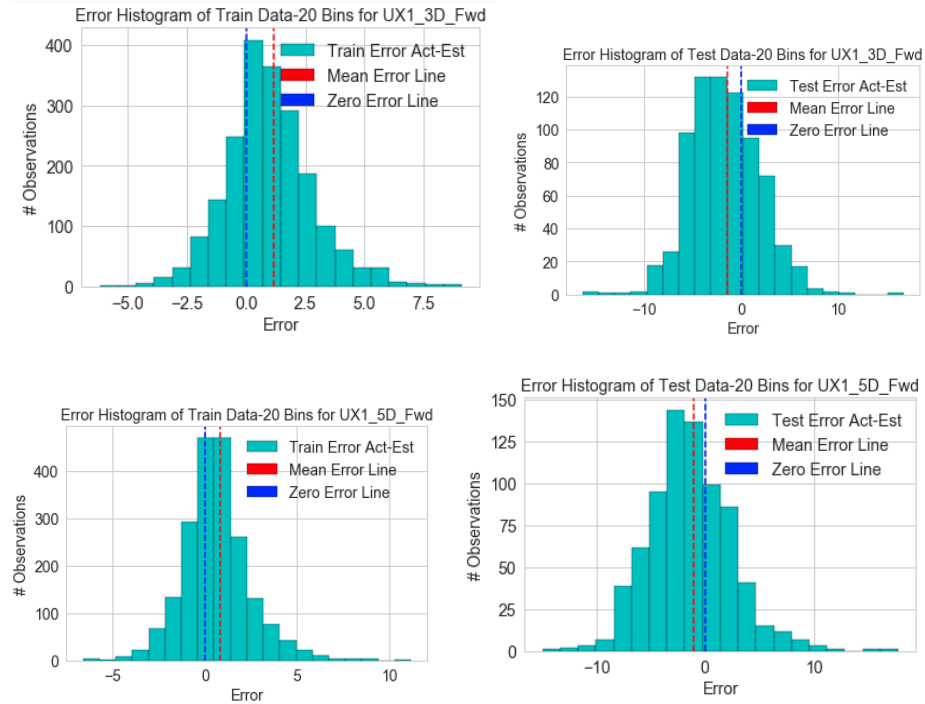 Error Histogram of Train Data-20 Bins for UX1_3D_Fwd
400
300
200
100
0
# Observations
Train Error Act-Est
Mean Error Line
Zero Error Line
−5.0
−2.5
0.0
2.5
5.0
7.5
Error
Error Histogram of Test Data-20 Bins for UX1_3D_Fwd
120
100
80
60
40
20
0
# Observations
Test Error Act-Est
Mean Error Line
Zero Error Line
−10
0
10
Error
Error Histogram of Train Data-20 Bins for UX1_5D_Fwd
400
300
200
100
0
# Observations
Train Error Act-Est
Mean Error Line
Zero Error Line
−5
0
5
10
Error
Error Histogram of Test Data-20 Bins for UX1_5D_Fwd
150
125
100
75
50
25
0
# Observations
Test Error Act-Est
Mean Error Line
Zero Error Line
−10
0
10
Error